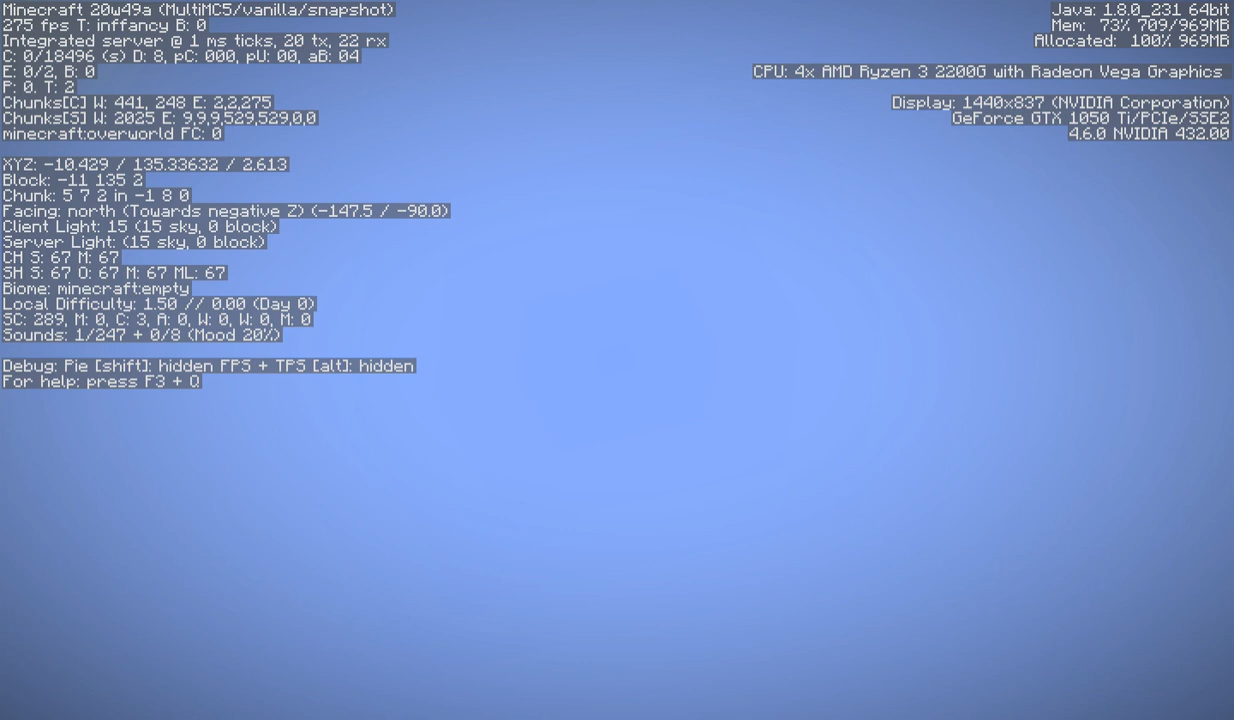 Minecraft 20w49a (MultiMC5/vanilla/snapshot)
275 fps T: inffancy B: 0
Integrated server @ 1 ms ticks, 20 tx, 22 rx
C: 0/18496 (s) D: 8, pC: 000, pU: 00, aB: 04
E: 0/2, B: 0
P: 0. T: 2
Chunks[C] W: 441, 248 E: 2,2,275
Chunks[S] W: 2025 E: 9,9,9,529,529,0,0
minecraft:overworld FC: 0
XYZ: -10.429 / 135.33632 / 2.613
Block: -11 135 2
Chunk: 5 7 2 in -1 8 0
Facing: north (Towards negative Z) (-147.5 / -90.0)
Client Light: 15 (15 sky, 0 block)
Server Light: (15 sky, 0 block)
CH S: 67 M: 67
SH S: 67 O: 67 M: 67 ML: 67
Biome: minecraft:empty
Local Difficulty: 1.50 // 0.00 (Day 0)
SC: 289, M: 0, C: 3, A: 0, W: 0, W: 0, M: 0
Sounds: 1/247 + 0/8 (Mood 20%)
Debug: Pie [shift]: hidden FPS + TPS [alt]: hidden
For help: press F3 + Q
Java: 1.8.0_231 64bit
Mem: 73% 709/969MB
Allocated: 100% 969MB
CPU: 4x AMD Ryzen 3 2200G with Radeon Vega Graphics
Display: 1440x837 (NVIDIA Corporation)
GeForce GTX 1050 Ti/PCIe/SSE2
4.6.0 NVIDIA 432.00